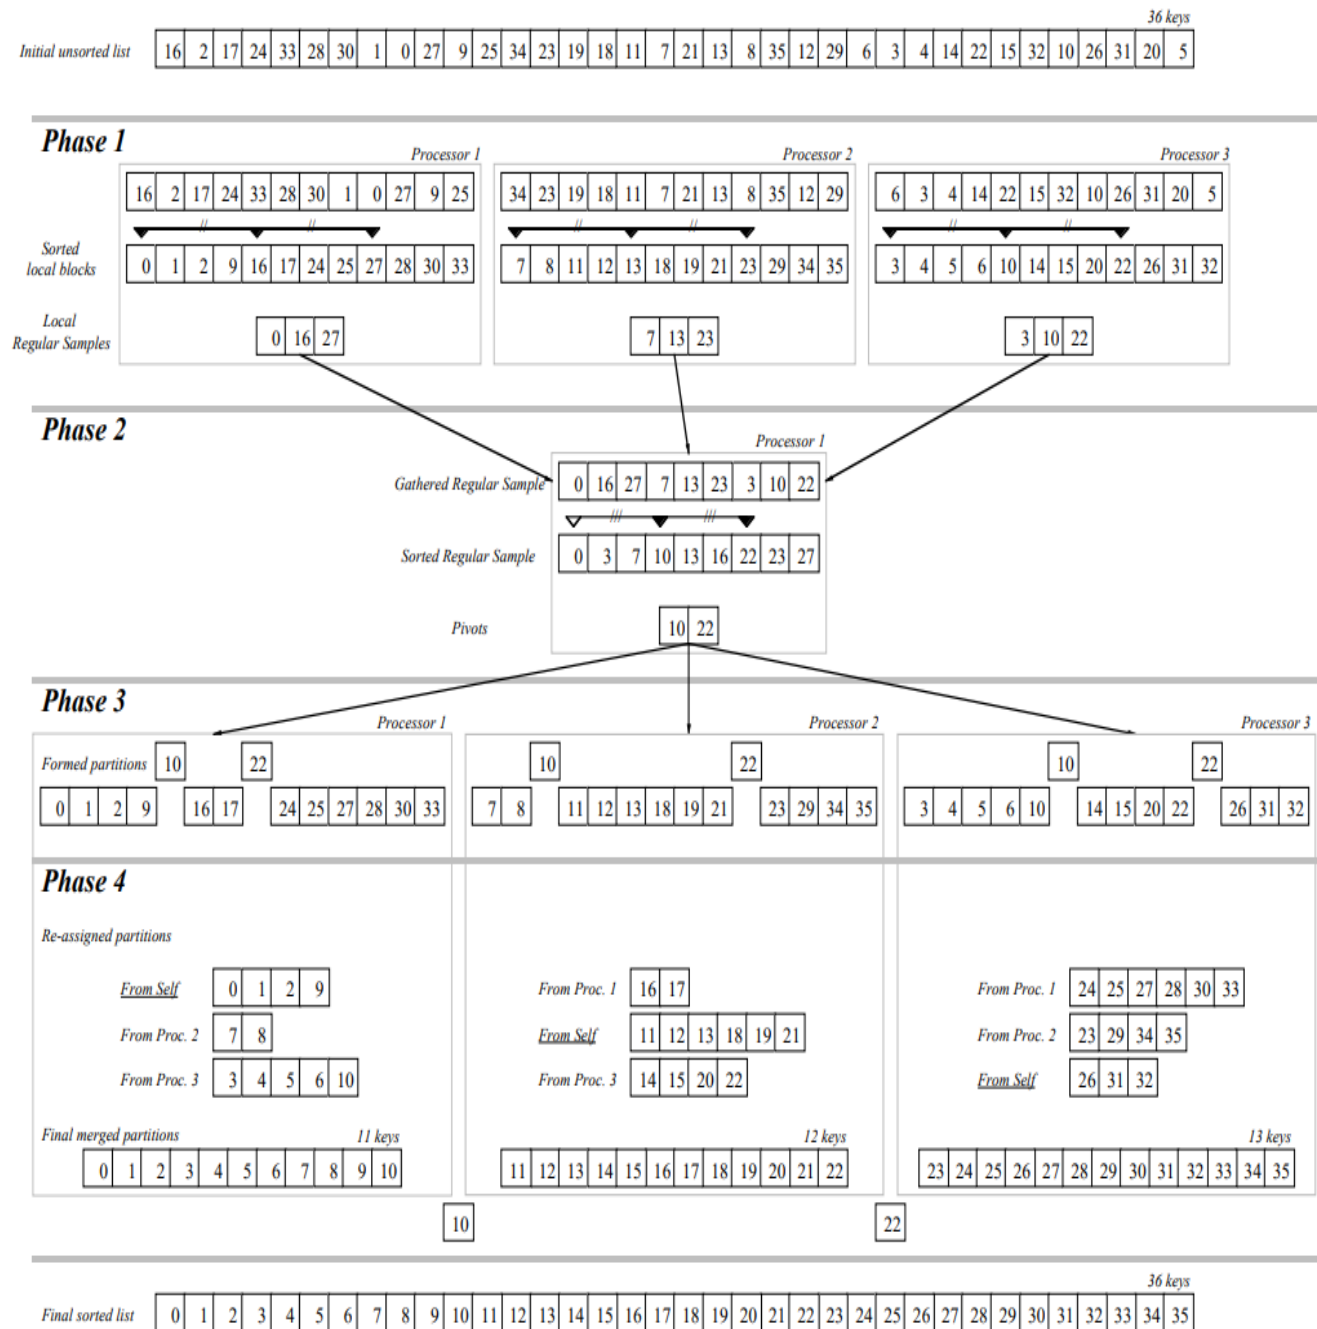 36 keys
Initial unsorted list 16 2 17 24 33 28 30 1 0 27 9 25 34 23 19 18 11 7 21 13 8 35 12 29 6 3 4 14 22 15 32 10 26 31 20 5
Phase 1
Processor 1 Processor 2 Processor 3
16 2 17 24 33 28 30 1 0 27 9 25 34 23 19 18 11 7 21 13 8 35 12 29 6 3 4 14 22 15 32 10 26 31 20 5
// // // // // //
Sorted
local blocks 0 1 2 9 16 17 24 25 27 28 30 33 7 8 11 12 13 18 19 21 23 29 34 35 3 4 5 6 10 14 15 20 22 26 31 32
Local
Regular Samples 0 16 27 7 13 23 3 10 22
Phase 2
Processor 1
Gathered Regular Sample 0 16 27 7 13 23 3 10 22
/// ///
Sorted Regular Sample 0 3 7 10 13 16 22 23 27
Pivots 10 22
Phase 3
Processor 1 Processor 2 Processor 3
Formed partitions 10 22 10 22 10 22
0 1 2 9 16 17 24 25 27 28 30 33 7 8 11 12 13 18 19 21 23 29 34 35 3 4 5 6 10 14 15 20 22 26 31 32
Phase 4
Re-assigned partitions
From Self 0 1 2 9 From Proc. 1 16 17 From Proc. 1 24 25 27 28 30 33
From Proc. 2 7 8 From Self 11 12 13 18 19 21 From Proc. 2 23 29 34 35
From Proc. 3 3 4 5 6 10 From Proc. 3 14 15 20 22 From Self 26 31 32
Final merged partitions 11 keys 12 keys 13 keys
0 1 2 3 4 5 6 7 8 9 10 11 12 13 14 15 16 17 18 19 20 21 22 23 24 25 26 27 28 29 30 31 32 33 34 35
10 22
36 keys
Final sorted list 0 1 2 3 4 5 6 7 8 9 10 11 12 13 14 15 16 17 18 19 20 21 22 23 24 25 26 27 28 29 30 31 32 33 34 35